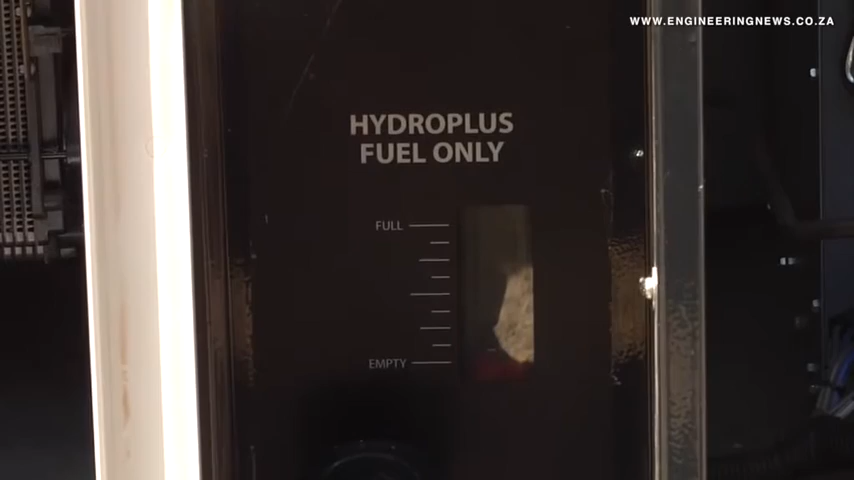 WWW.ENGINEERINGNEWS.CO.ZA
HYDROPLUS
FUEL ONLY
FULL
EMPTY